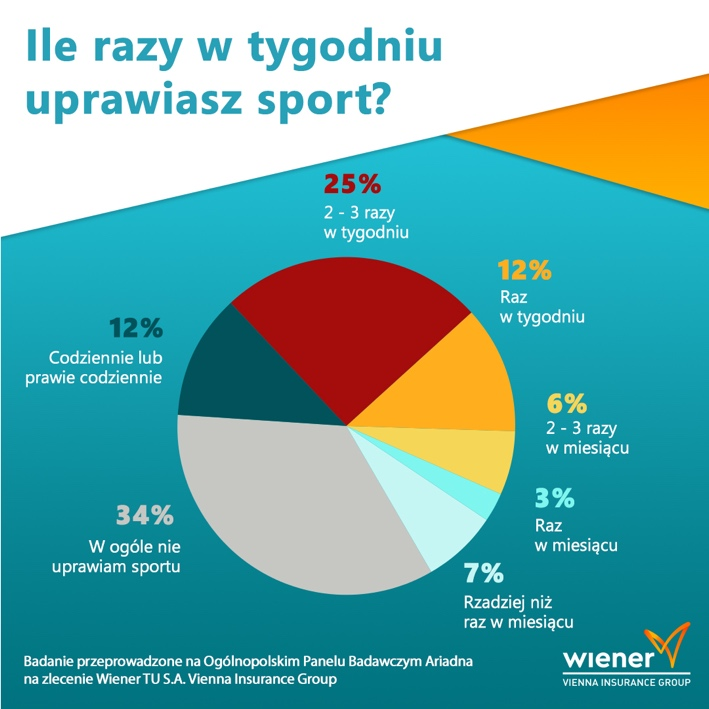 Ile razy w tygodniu
uprawiasz sport?
25%
2 - 3 razy
w tygodniu
12%
Raz
w tygodniu
12%
Codziennie lub
prawie codziennie
6%
2 - 3 razy
w miesiącu
3%
Raz
w miesiącu
34%
W ogóle nie
uprawiam sportu
7%
Rzadziej niż
raz w miesiącu
Badanie przeprowadzone na Ogólnopolskim Panelu Badawczym Ariadna
na zlecenie Wiener TU S.A. Vienna Insurance Group
wiener
VIENNA INSURANCE GROUP